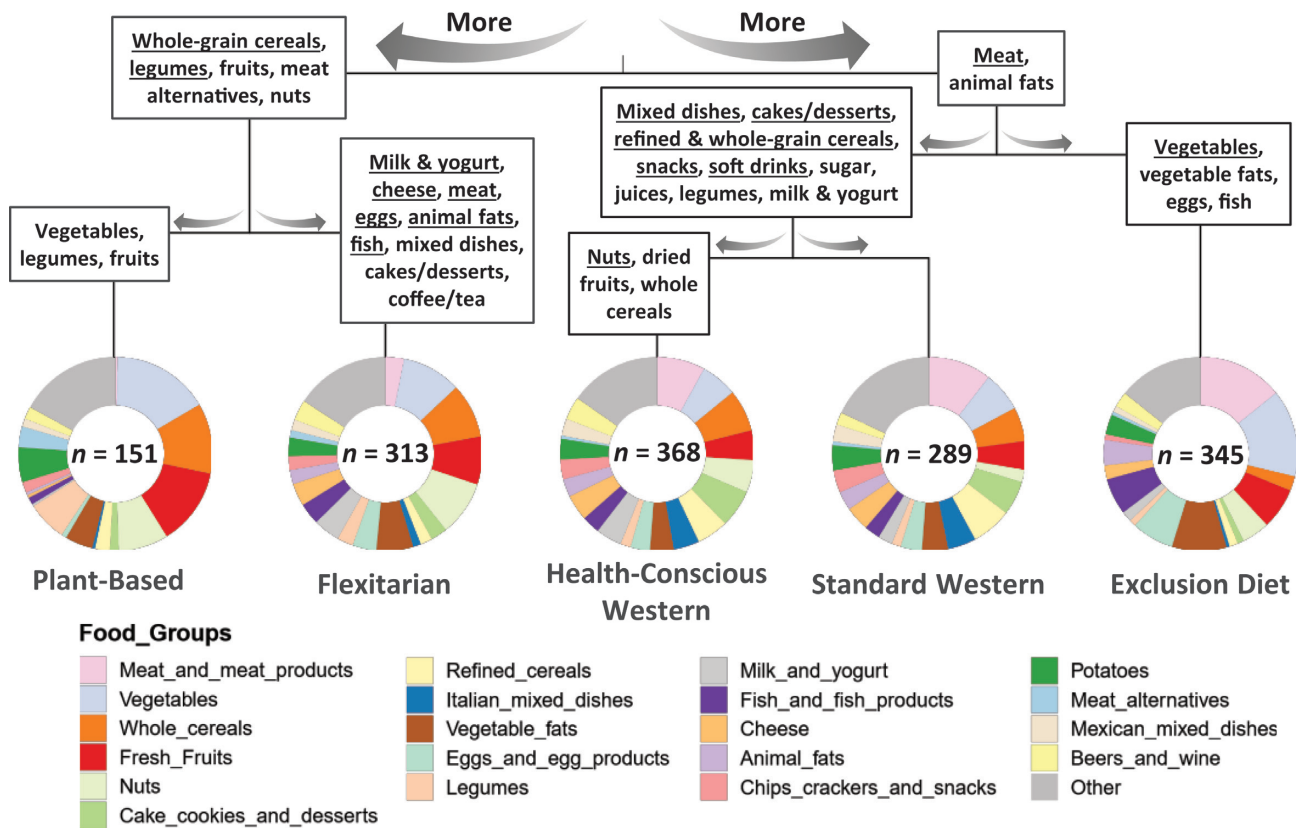 More
More
Whole-grain cereals,
legumes, fruits, meat
alternatives, nuts
Meat,
animal fats
Milk & yogurt,
cheese, meat,
eggs, animal fats,
fish, mixed dishes,
cakes/desserts,
coffee/tea
Mixed dishes, cakes/desserts,
refined & whole-grain cereals,
snacks, soft drinks, sugar,
juices, legumes, milk & yogurt
Vegetables,
vegetable fats,
eggs, fish
Vegetables,
legumes, fruits
Nuts, dried
fruits, whole
cereals
n = 151
n = 313
n = 368
n = 289
n = 345
Plant-Based
Flexitarian
Health-Conscious
Western
Standard Western
Exclusion Diet
Food_Groups
Meat_and_meat_products
Vegetables
Whole_cereals
Fresh_Fruits
Nuts
Cake_cookies_and_desserts
Refined_cereals
Italian_mixed_dishes
Vegetable_fats
Eggs_and_egg_products
Legumes
Milk_and_yogurt
Fish_and_fish_products
Cheese
Animal_fats
Chips_crackers_and_snacks
Potatoes
Meat_alternatives
Mexican_mixed_dishes
Beers_and_wine
Other